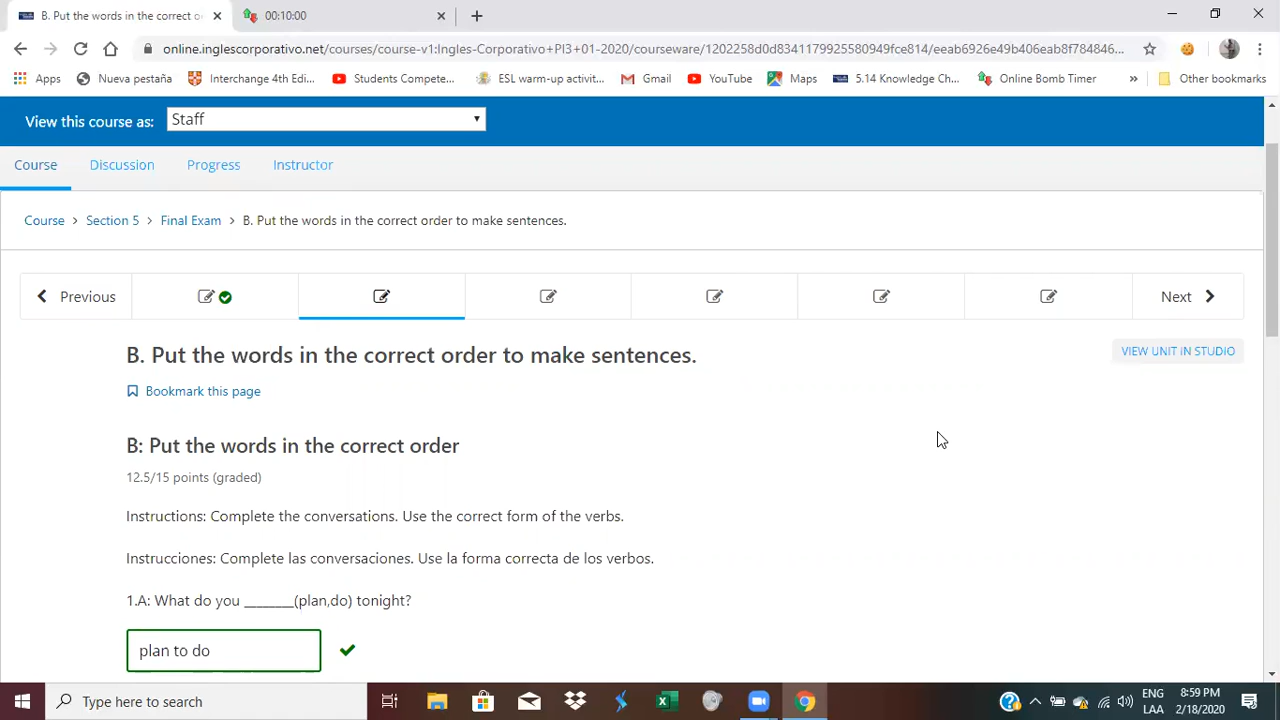 B. Put the words in the correct o
00:10:00
online.inglescorporativo.net/courses/course-v1:Ingles-Corporativo+PI3+01-2020/courseware/1202258d0d8341179925580949fce814/eeab6926e49b406eab8f784846...
Apps
Nueva pestaña
Interchange 4th Edi...
Students Compete...
ESL warm-up activit...
Gmail
YouTube
Maps
5.14 Knowledge Ch...
Online Bomb Timer
»
Other bookmarks
View this course as:
Staff
Course
Discussion
Progress
Instructor
Course > Section 5 > Final Exam > B. Put the words in the correct order to make sentences.
Previous
Next
B. Put the words in the correct order to make sentences.
VIEW UNIT IN STUDIO
Bookmark this page
B: Put the words in the correct order
12.5/15 points (graded)
Instructions: Complete the conversations. Use the correct form of the verbs.
Instrucciones: Complete las conversaciones. Use la forma correcta de los verbos.
1.A: What do you _______(plan,do) tonight?
plan to do
Type here to search
ENG
LAA
8:59 PM
2/18/2020